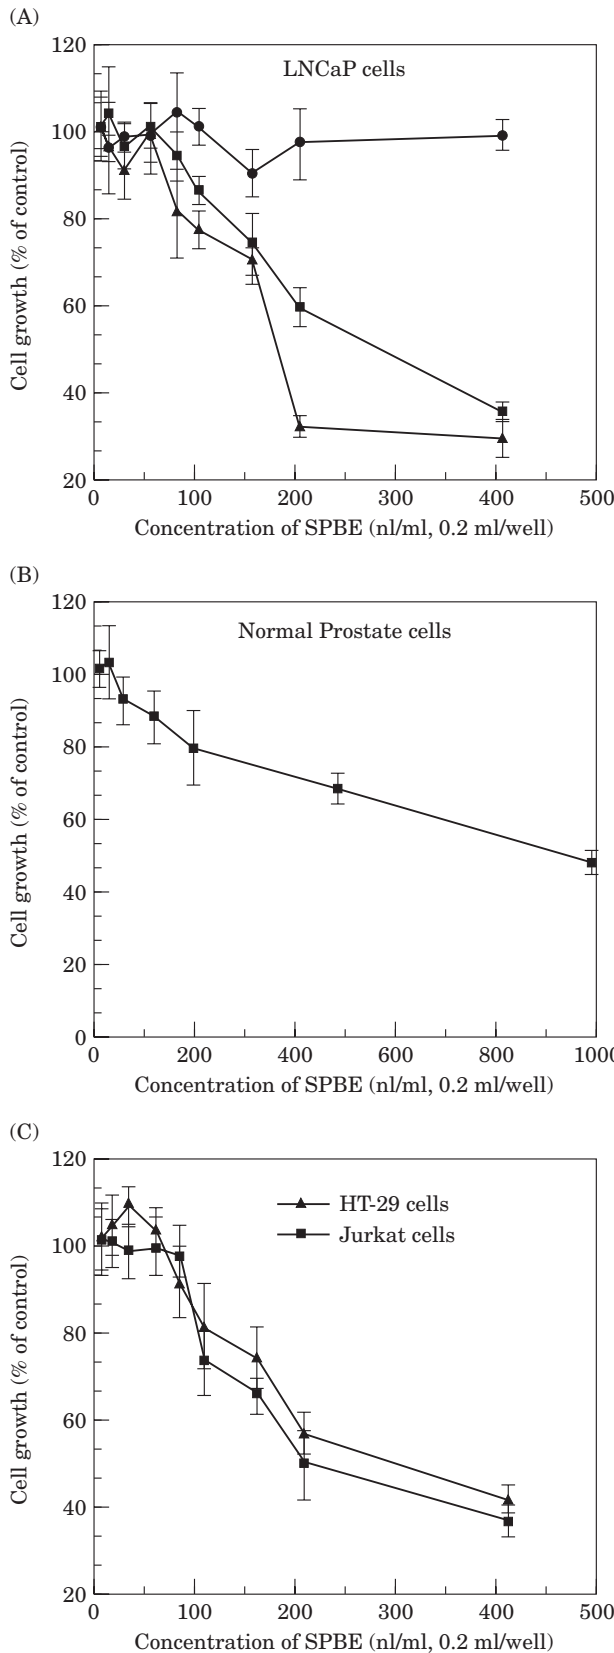 (A)
LNCaP cells
120
100
80
60
40
20
Cell growth (% of control)
0 100 200 300 400 500
Concentration of SPBE (nl/ml, 0.2 ml/well)
(B)
Normal Prostate cells
120
100
80
60
40
20
0
Cell growth (% of control)
0 200 400 600 800 1000
Concentration of SPBE (nl/ml, 0.2 ml/well)
(C)
HT-29 cells
Jurkat cells
120
100
80
60
40
20
Cell growth (% of control)
0 100 200 300 400 500
Concentration of SPBE (nl/ml, 0.2 ml/well)